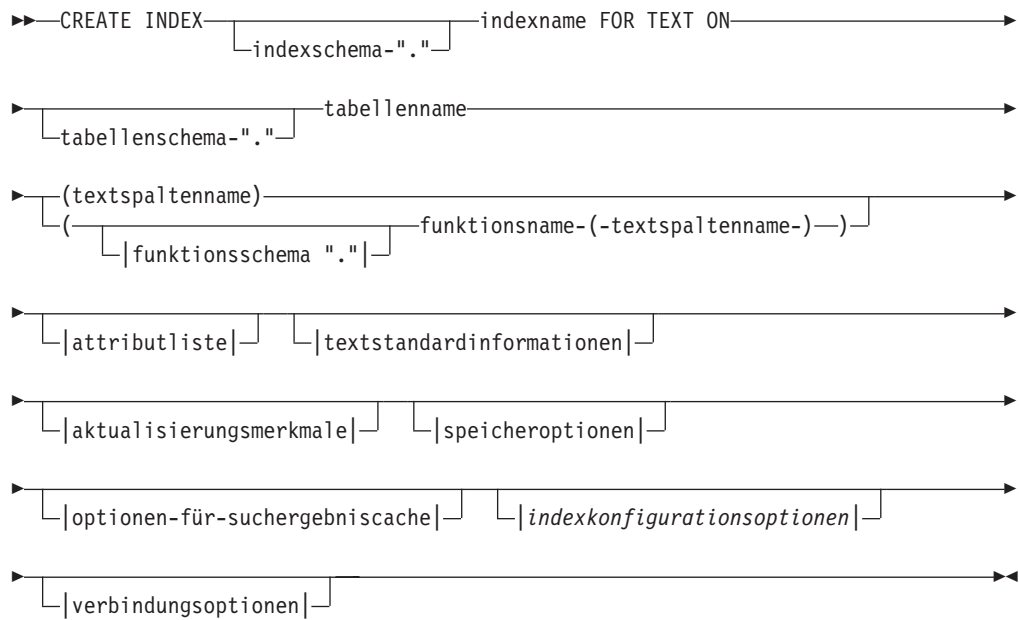 CREATE INDEX indexname FOR TEXT ON
indexschema-"."
tabellenname
tabellenschema-"."
(textspaltenname)
( funktionsname-(-textspaltenname-) )
|funktionsschema "."|
|attributliste| |textstandardinformationen|
|aktualisierungsmerkmale| |speicheroptionen|
|optionen-für-suchergebniscache| |indexkonfigurationsoptionen|
|verbindungsoptionen|